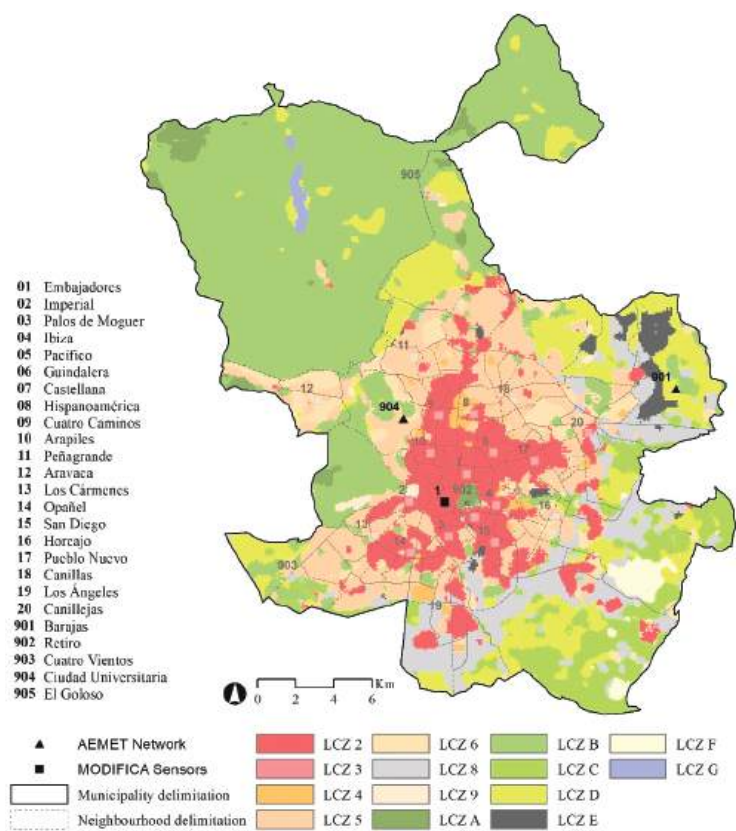 905
11
12
18
901
904
8
20
17
2
1
902
16
14
903
19
01 Embajadores
02 Imperial
03 Palos de Moguer
04 Ibiza
05 Pacífico
06 Guindalera
07 Castellana
08 Hispanoamérica
09 Cuatro Caminos
10 Arapiles
11 Peñagrande
12 Aravaca
13 Los Cármenes
14 Opañel
15 San Diego
16 Horcajo
17 Pueblo Nuevo
18 Canillas
19 Los Ángeles
20 Canillejas
901 Barajas
902 Retiro
903 Cuatro Vientos
904 Ciudad Universitaria
905 El Goloso
0 2 4 6 Km
AEMET Network LCZ 2 LCZ 6 LCZ B LCZ F
MODIFICA Sensors LCZ 3 LCZ 8 LCZ C LCZ G
Municipality delimitation LCZ 4 LCZ 9 LCZ D
Neighbourhood delimitation LCZ 5 LCZ A LCZ E